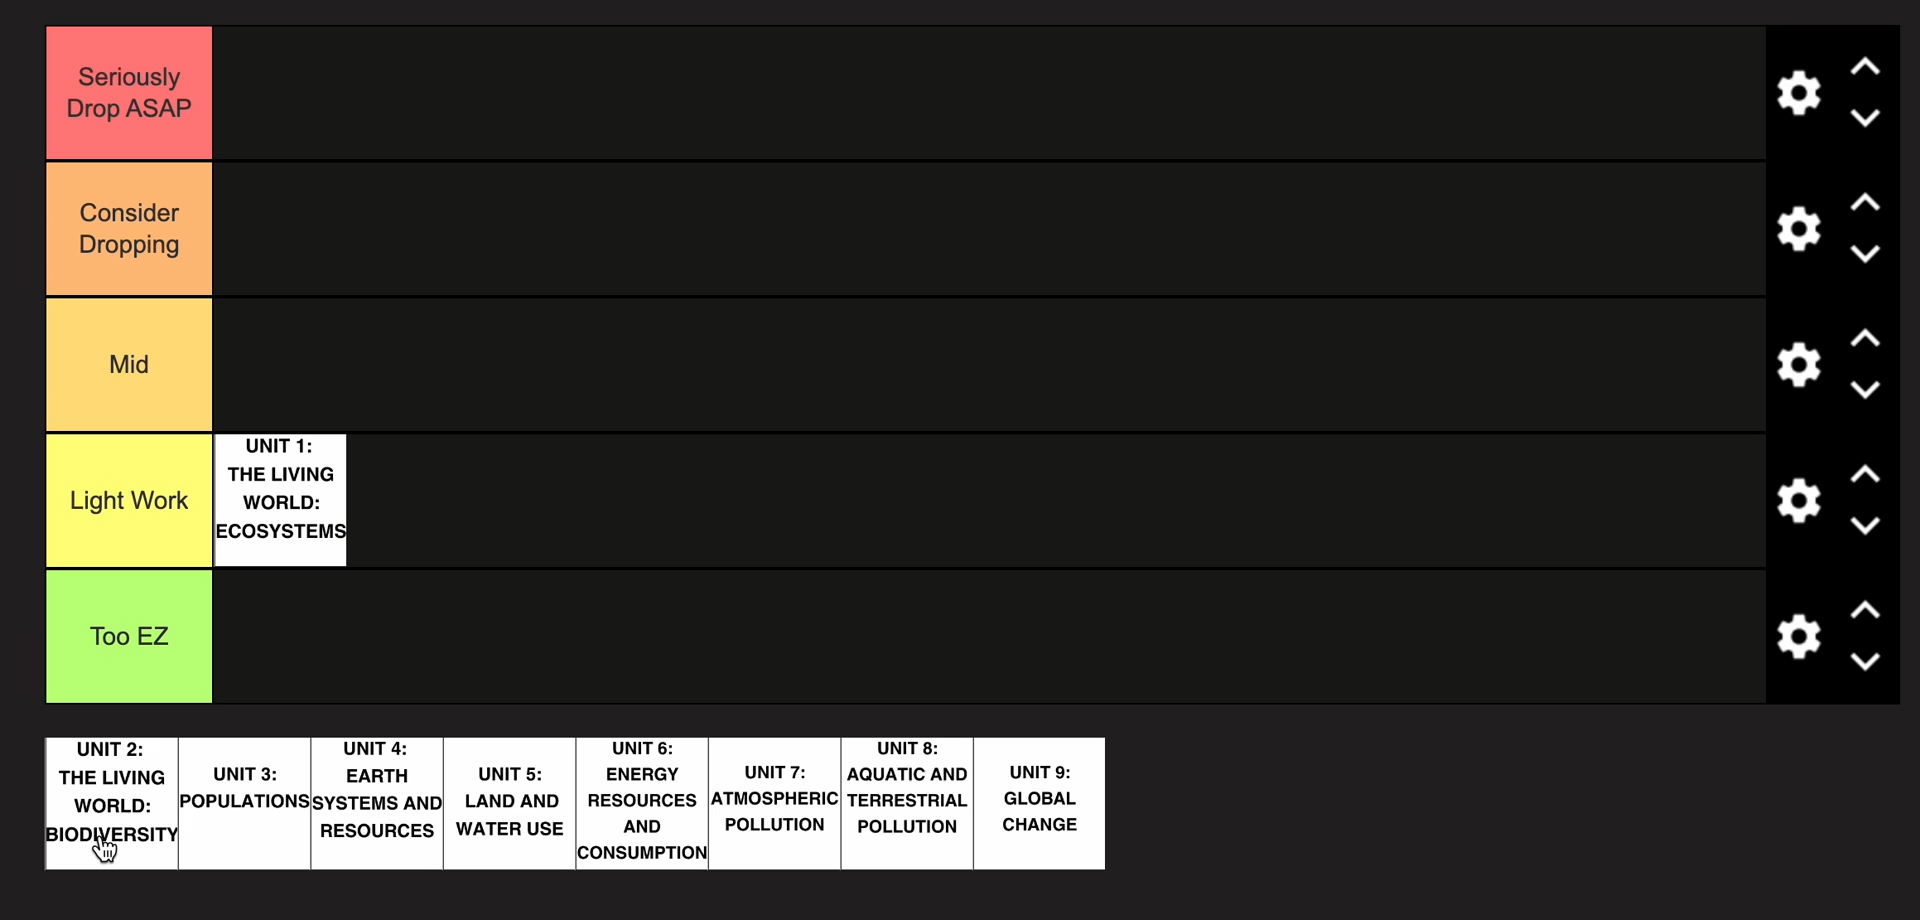 Seriously
Drop ASAP
Consider
Dropping
Mid
Light Work
UNIT 1:
THE LIVING
WORLD:
ECOSYSTEMS
Too EZ
UNIT 2:
THE LIVING
WORLD:
BIODIVERSITY
UNIT 3:
POPULATIONS
UNIT 4:
EARTH
SYSTEMS AND
RESOURCES
UNIT 5:
LAND AND
WATER USE
UNIT 6:
ENERGY
RESOURCES
AND
CONSUMPTION
UNIT 7:
ATMOSPHERIC
POLLUTION
UNIT 8:
AQUATIC AND
TERRESTRIAL
POLLUTION
UNIT 9:
GLOBAL
CHANGE